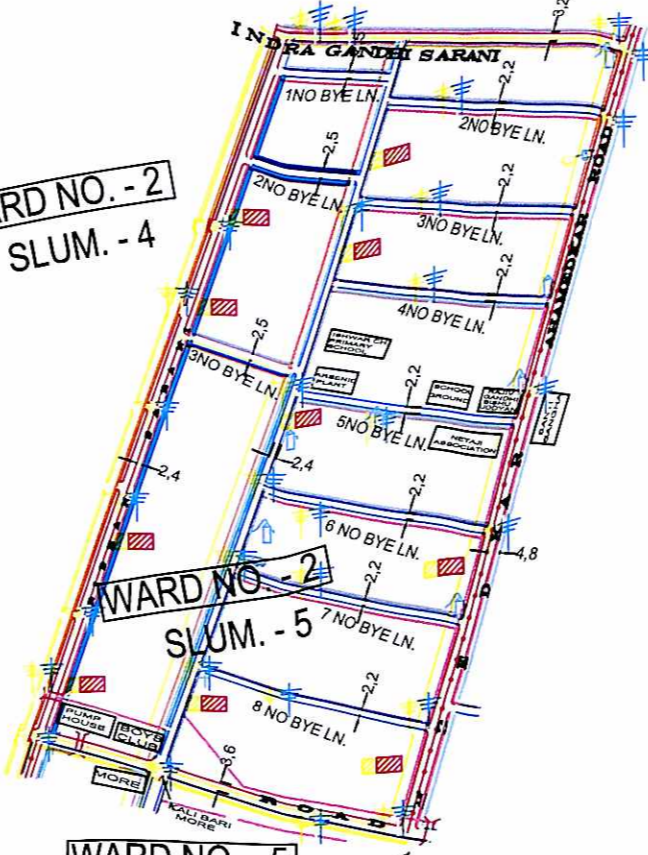 3,2
INDRA GANDHI SARANI
1NO BYE LN.
2,2
2NO BYE LN.
2,5
2NO BYE LN.
2,2
3NO BYE LN.
ROAD
WARD NO. - 2
SLUM. - 4
2,2
4NO BYE LN.
2,5
3NO BYE LN.
ISHWAR CH
PRIMARY
SCHOOL
ARSENIC
PLANT
2,2
SCHOOL
GROUND
5NO BYE LN.
NETAJI
ASSOCIATION
2,4
2,4
2,2
6 NO BYE LN.
4,8
WARD NO. - 2
SLUM. - 5
2,2
7 NO BYE LN.
2,2
8 NO BYE LN.
PUMP
HOUSE
BOYS
CLUB
MORE
3,6
ROAD
KALI BARI
MORE
WARD NO. - 5